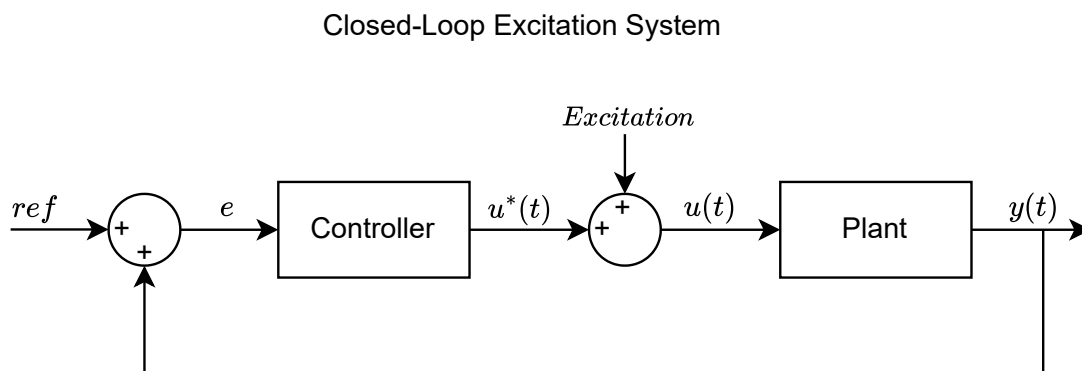 Closed-Loop Excitation System
Excitation
ref
e
u*(t)
u(t)
y(t)
+
+
+
+
Controller
Plant